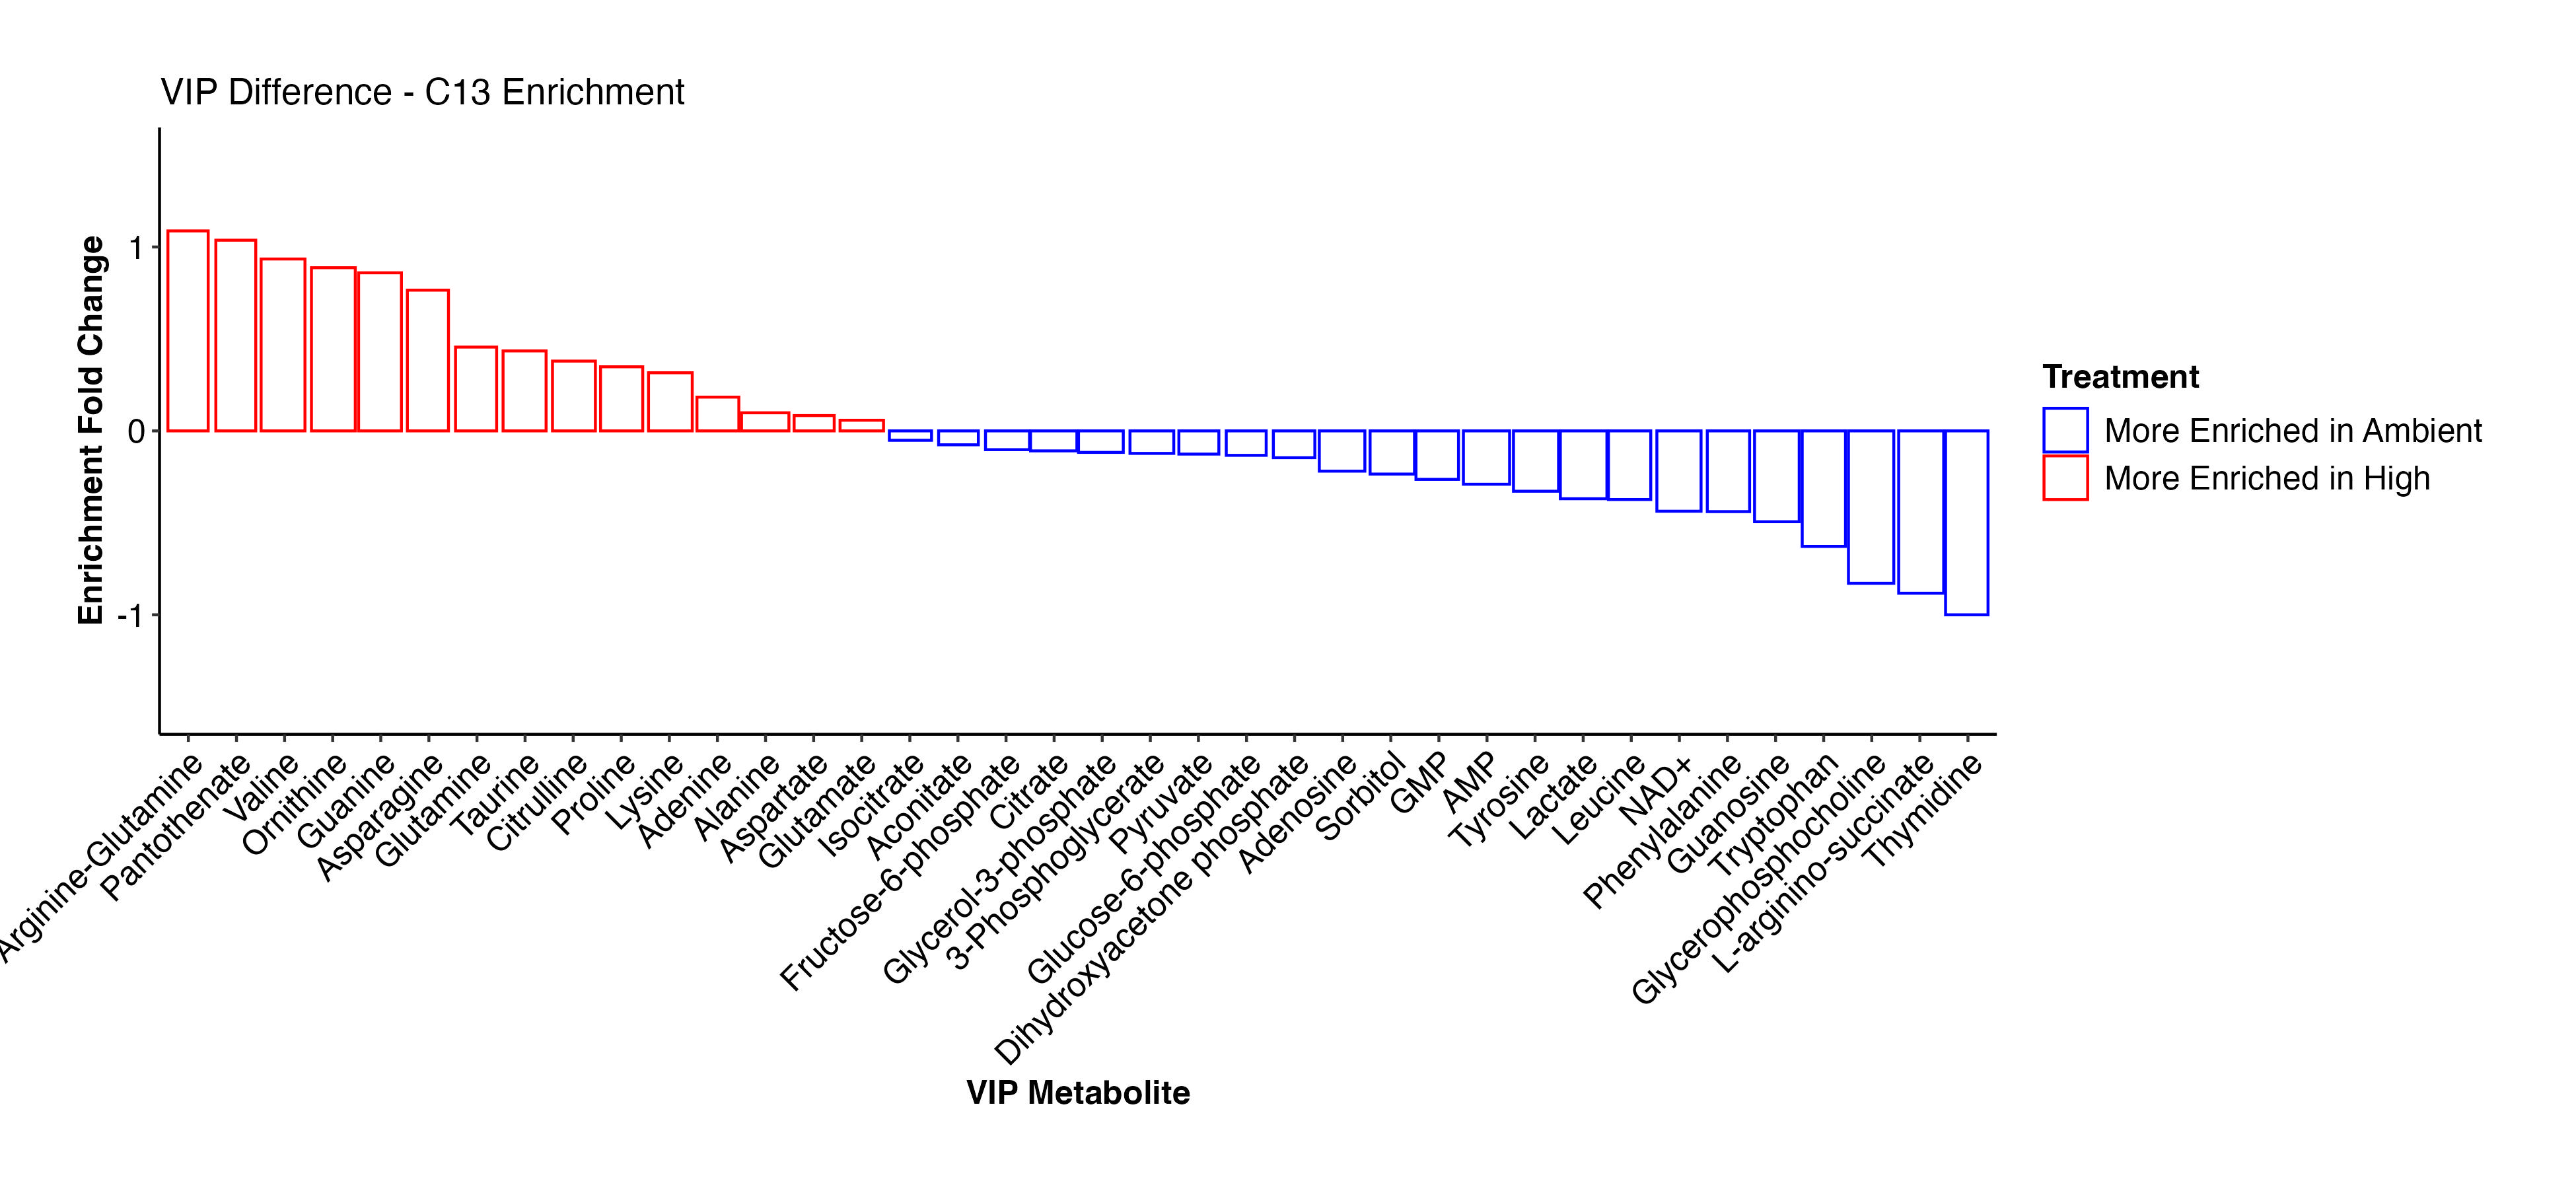 VIP Difference - C13 Enrichment
Enrichment Fold Change
1
0
-1
Arginine-Glutamine
Pantothenate
Valine
Ornithine
Guanine
Asparagine
Glutamine
Taurine
Citrulline
Proline
Lysine
Adenine
Alanine
Aspartate
Glutamate
Isocitrate
Aconitate
Fructose-6-phosphate
Citrate
Glycerol-3-phosphate
3-Phosphoglycerate
Pyruvate
Glucose-6-phosphate
Dihydroxyacetone phosphate
Adenosine
Sorbitol
GMP
AMP
Tyrosine
Lactate
Leucine
NAD+
Phenylalanine
Guanosine
Tryptophan
Glycerophosphocholine
L-arginino-succinate
Thymidine
VIP Metabolite
Treatment
More Enriched in Ambient
More Enriched in High